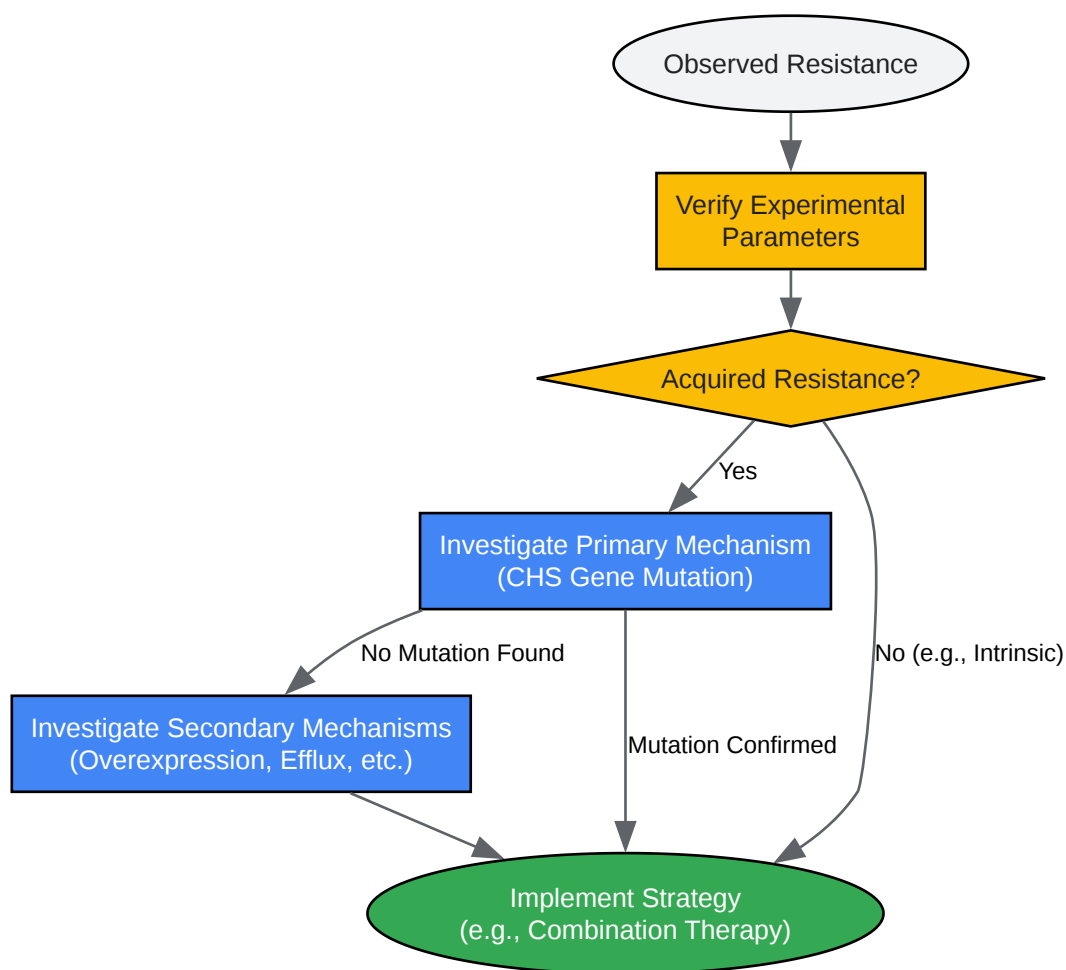 Observed Resistance
Verify Experimental
Parameters
Acquired Resistance?
Yes
Investigate Primary Mechanism
(CHS Gene Mutation)
No Mutation Found
No (e.g., Intrinsic)
Investigate Secondary Mechanisms
(Overexpression, Efflux, etc.)
Mutation Confirmed
Implement Strategy
(e.g., Combination Therapy)